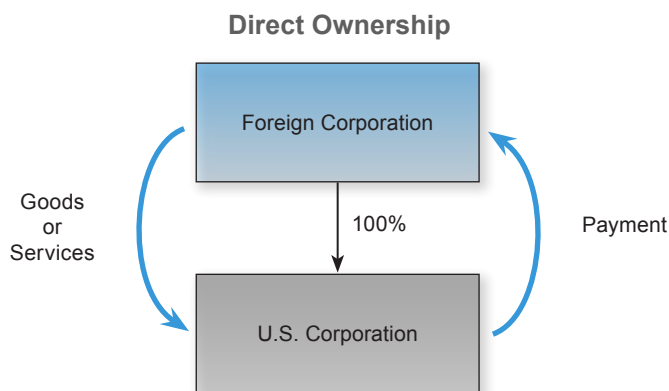 Direct Ownership
Foreign Corporation
Goods
or
Services
100%
Payment
U.S. Corporation